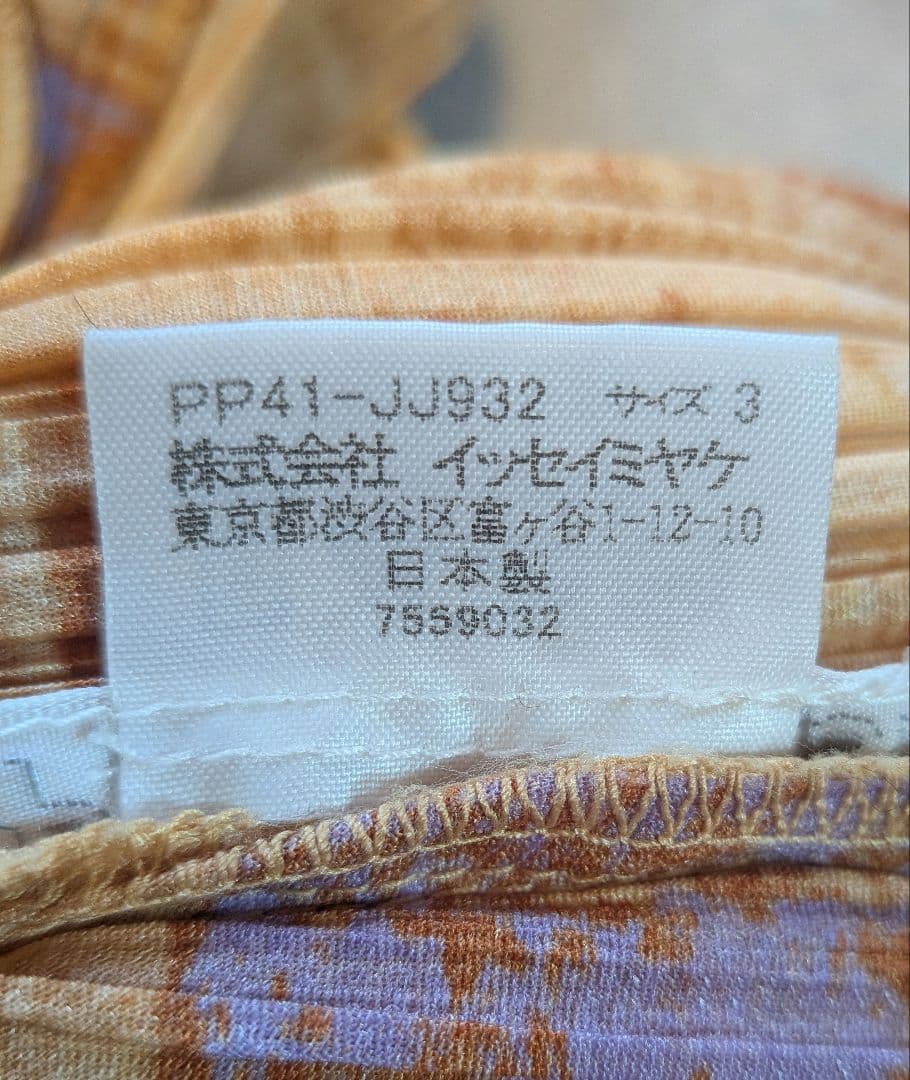 PP41-JJ932 サイズ 3
株式会社 イッセイミヤケ
東京都渋谷区富ヶ谷1-12-10
日本製
7559032